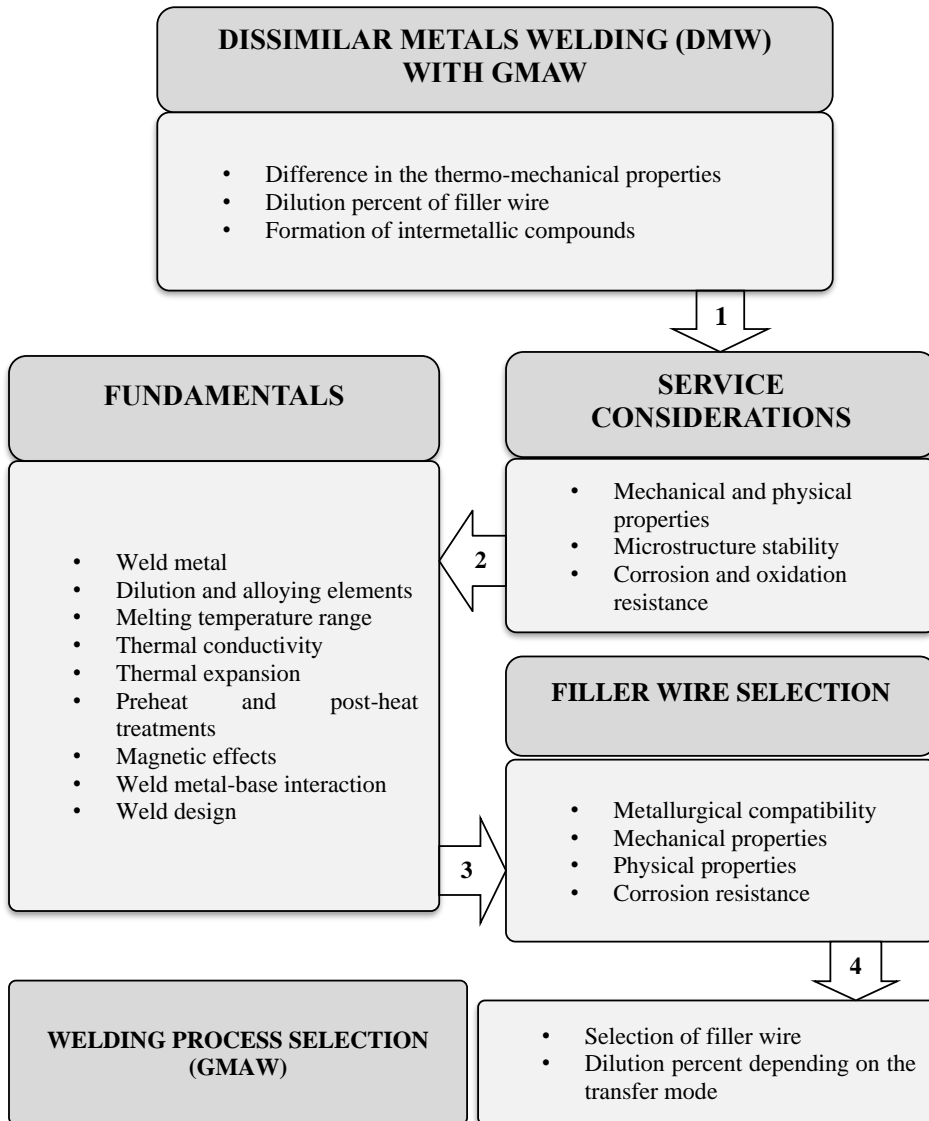 DISSIMILAR METALS WELDING (DMW)
WITH GMAW
• Difference in the thermo-mechanical properties
• Dilution percent of filler wire
• Formation of intermetallic compounds
1
SERVICE
CONSIDERATIONS
• Mechanical and physical
properties
• Microstructure stability
• Corrosion and oxidation
resistance
2
FUNDAMENTALS
• Weld metal
• Dilution and alloying elements
• Melting temperature range
• Thermal conductivity
• Thermal expansion
• Preheat and post-heat
treatments
• Magnetic effects
• Weld metal-base interaction
• Weld design
3
FILLER WIRE SELECTION
• Metallurgical compatibility
• Mechanical properties
• Physical properties
• Corrosion resistance
4
WELDING PROCESS SELECTION
(GMAW)
• Selection of filler wire
• Dilution percent depending on the
transfer mode